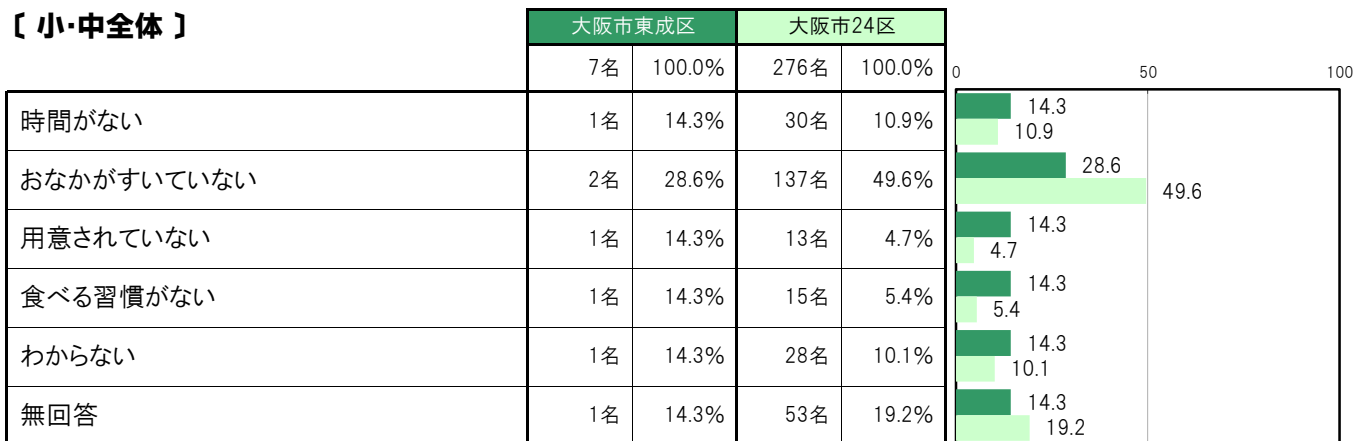 〔 小・中全体 〕
大阪市東成区 大阪市24区
7名 100.0% 276名 100.0%
0 50 100
時間がない 1名 14.3% 30名 10.9%
14.3
10.9
おなかがすいていない 2名 28.6% 137名 49.6%
28.6
49.6
用意されていない 1名 14.3% 13名 4.7%
14.3
4.7
食べる習慣がない 1名 14.3% 15名 5.4%
14.3
5.4
わからない 1名 14.3% 28名 10.1%
14.3
10.1
無回答 1名 14.3% 53名 19.2%
14.3
19.2